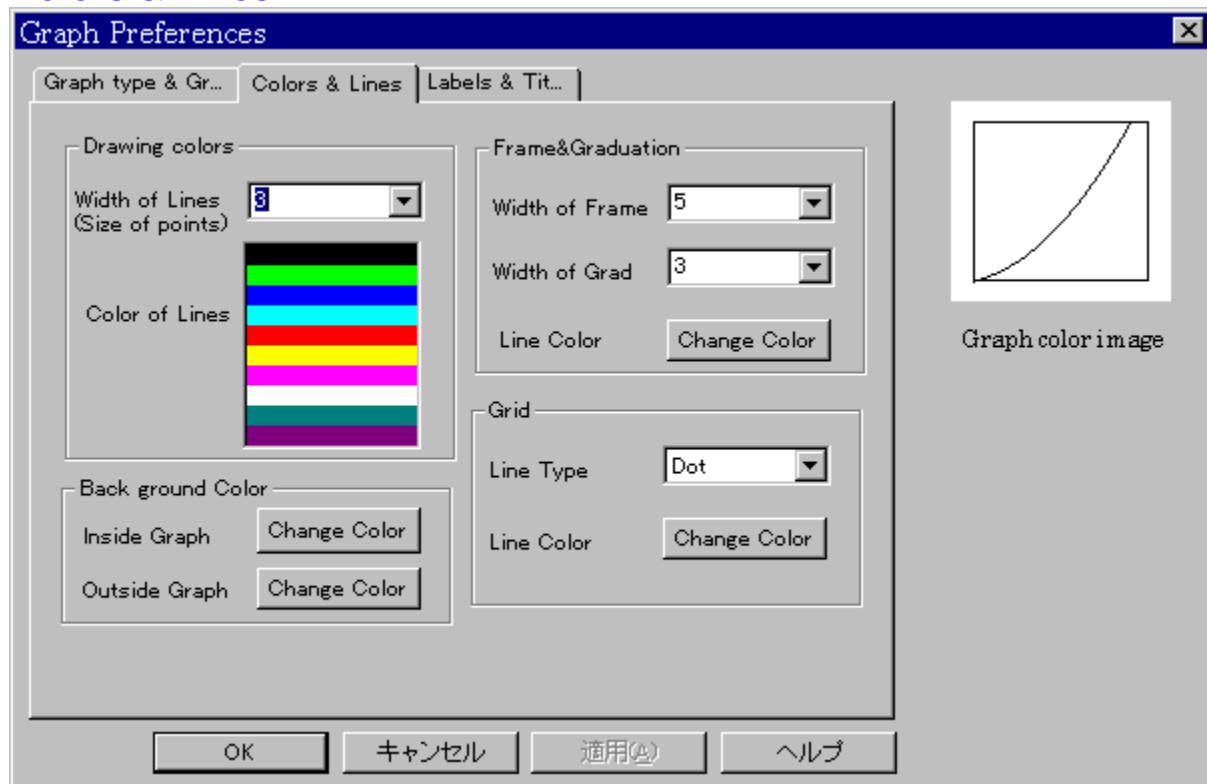 Graph Preferences
Graph type & Gr...
Colors & Lines
Labels & Tit...
Drawing colors
Width of Lines
(Size of points)
3
Color of Lines
Back ground Color
Inside Graph
Change Color
Outside Graph
Change Color
Frame&Graduation
Width of Frame
5
Width of Grad
3
Line Color
Change Color
Grid
Line Type
Dot
Line Color
Change Color
Graph color image
OK
キャンセル
適用(A)
ヘルプ